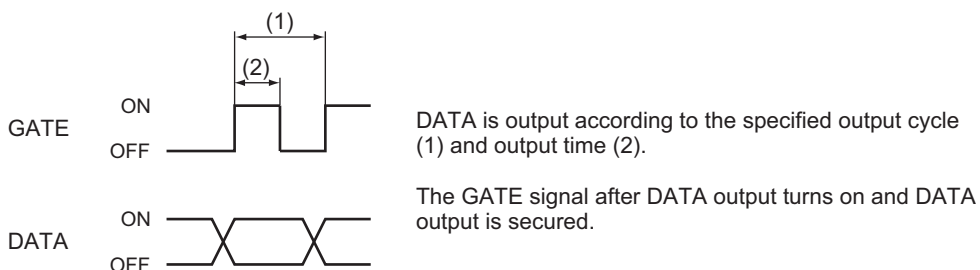 (1)
(2)
GATE
ON
OFF
DATA is output according to the specified output cycle
(1) and output time (2).
The GATE signal after DATA output turns on and DATA
output is secured.
DATA
ON
OFF